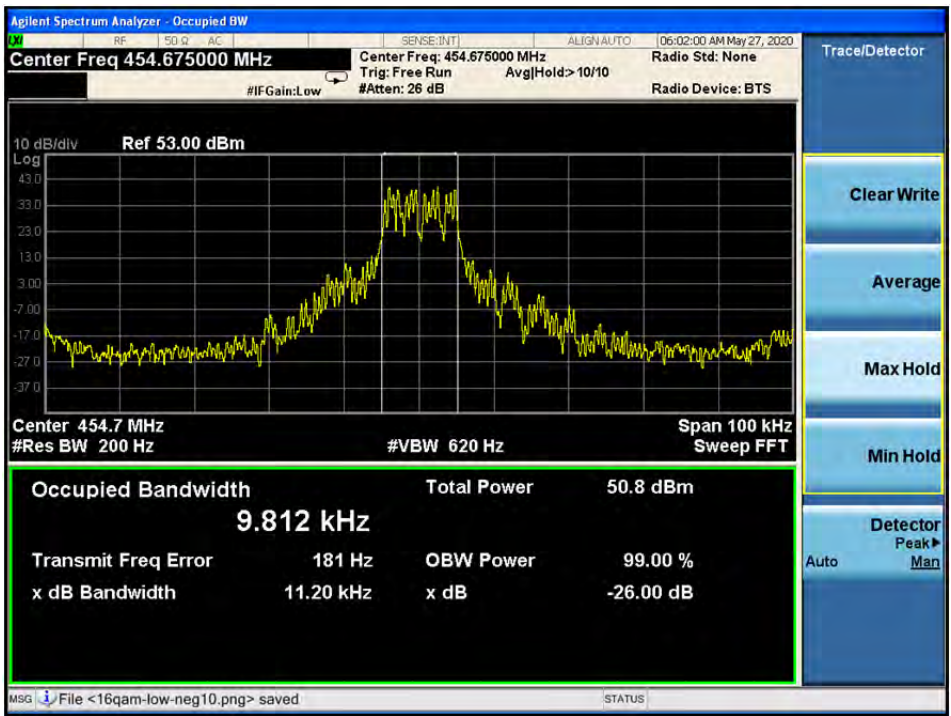 Agilent Spectrum Analyzer - Occupied BW
LXI RF 50 Ω AC SENSE:INT ALIGN AUTO 06:02:00 AM May 27, 2020
Center Freq 454.675000 MHz
Center Freq: 454.675000 MHz
Radio Std: None
Trig: Free Run Avg|Hold:> 10/10
#IFGain:Low #Atten: 26 dB
Radio Device: BTS
Trace/Detector
10 dB/div Ref 53.00 dBm
Log
43.0
33.0
23.0
13.0
3.00
-7.00
-17.0
-27.0
-37.0
Center 454.7 MHz Span 100 kHz
#Res BW 200 Hz #VBW 620 Hz Sweep FFT
Occupied Bandwidth Total Power 50.8 dBm
9.812 kHz
Transmit Freq Error 181 Hz OBW Power 99.00 %
x dB Bandwidth 11.20 kHz x dB -26.00 dB
Clear Write
Average
Max Hold
Min Hold
Detector
Peak
Auto Man
MSG File <16qam-low-neg10.png> saved STATUS